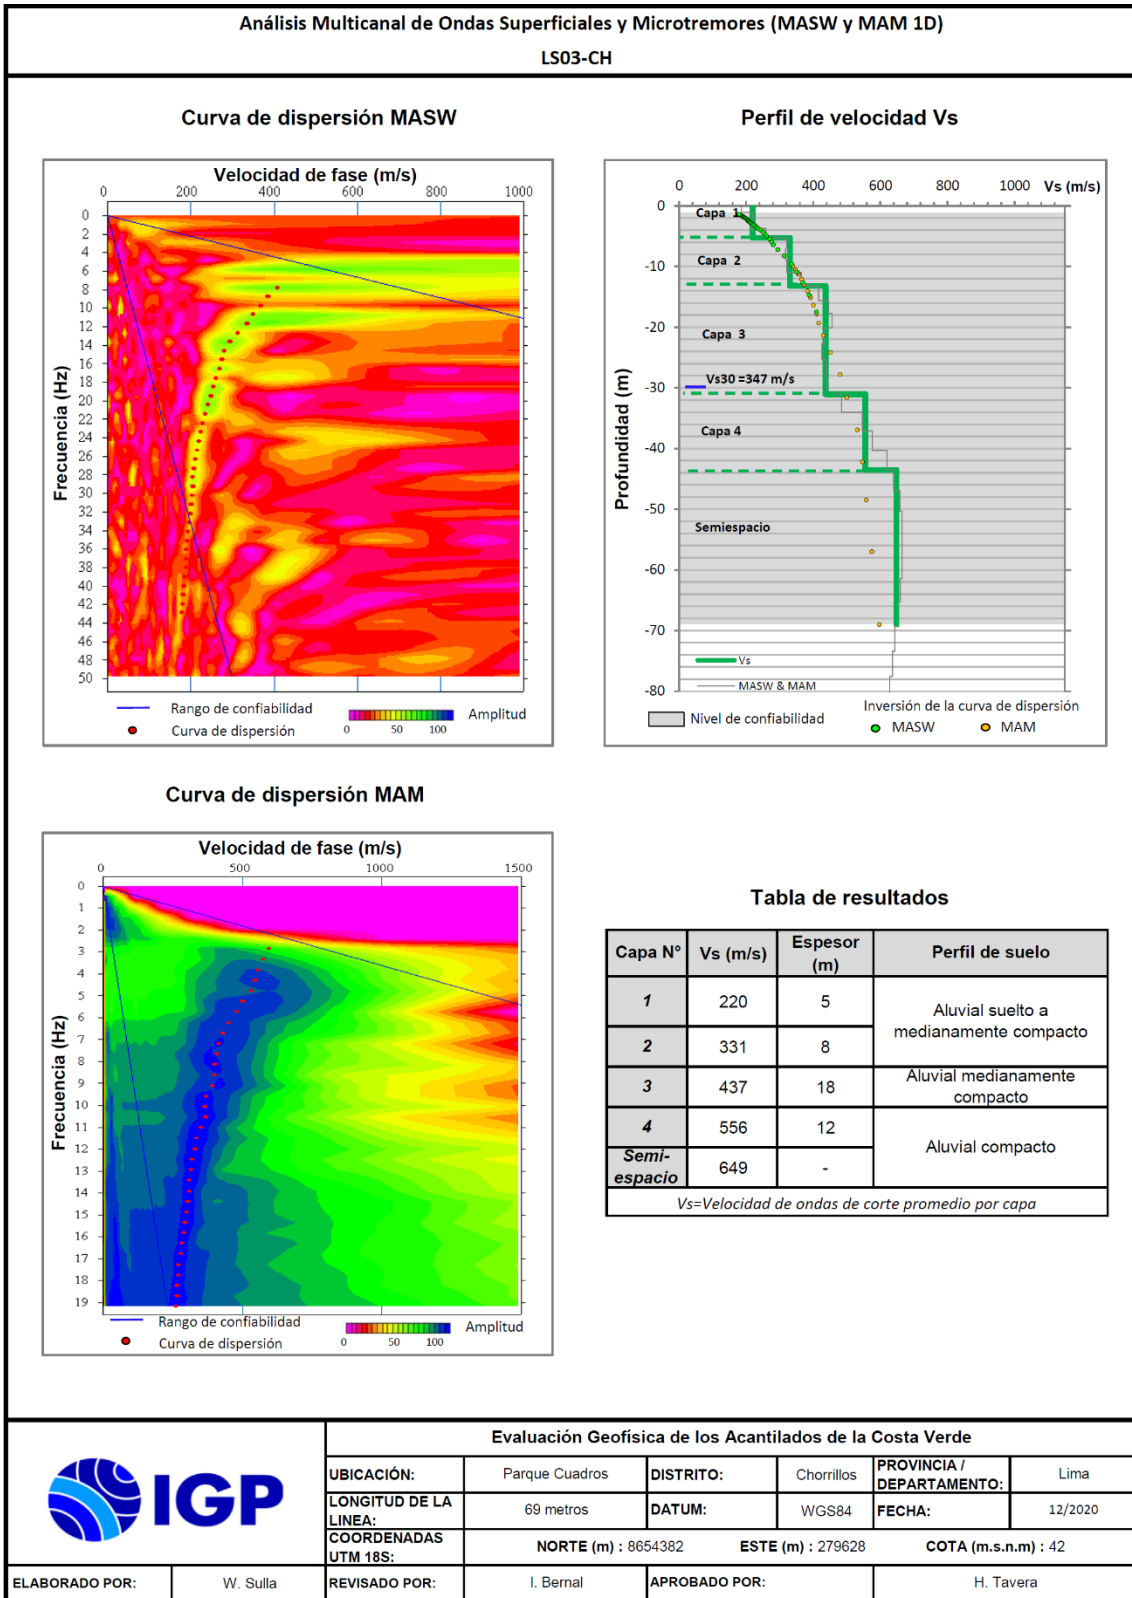 Análisis Multicanal de Ondas Superficiales y Microtremores (MASW y MAM 1D)
LS03-CH
Curva de dispersión MASW
Velocidad de fase (m/s)
0 200 400 600 800 1000
Frecuencia (Hz)
0
2
4
6
8
10
12
14
16
18
20
22
24
26
28
30
32
34
36
38
40
42
44
46
48
50
Rango de confiabilidad
Curva de dispersión
Amplitud
0 50 100
Perfil de velocidad Vs
0 200 400 600 800 1000 Vs (m/s)
Profundidad (m)
0
-10
-20
-30
-40
-50
-60
-70
-80
Capa 1
Capa 2
Capa 3
Vs30 =347 m/s
Capa 4
Semiespacio
Vs
MASW & MAM
Nivel de confiabilidad
Inversión de la curva de dispersión
MASW MAM
Curva de dispersión MAM
Velocidad de fase (m/s)
0 500 1000 1500
Frecuencia (Hz)
0
1
2
3
4
5
6
7
8
9
10
11
12
13
14
15
16
17
18
19
Rango de confiabilidad
Curva de dispersión
Amplitud
0 50 100
Tabla de resultados
Capa N° Vs (m/s) Espesor (m) Perfil de suelo
1 220 5 Aluvial suelto a medianamente compacto
2 331 8
3 437 18 Aluvial medianamente compacto
4 556 12 Aluvial compacto
Semi-espacio 649 -
Vs=Velocidad de ondas de corte promedio por capa
IGP
Evaluación Geofísica de los Acantilados de la Costa Verde
UBICACIÓN: Parque Cuadros DISTRITO: Chorrillos PROVINCIA / DEPARTAMENTO: Lima
LONGITUD DE LA LINEA: 69 metros DATUM: WGS84 FECHA: 12/2020
COORDENADAS UTM 18S: NORTE (m) : 8654382 ESTE (m) : 279628 COTA (m.s.n.m) : 42
ELABORADO POR: W. Sulla REVISADO POR: I. Bernal APROBADO POR: H. Tavera